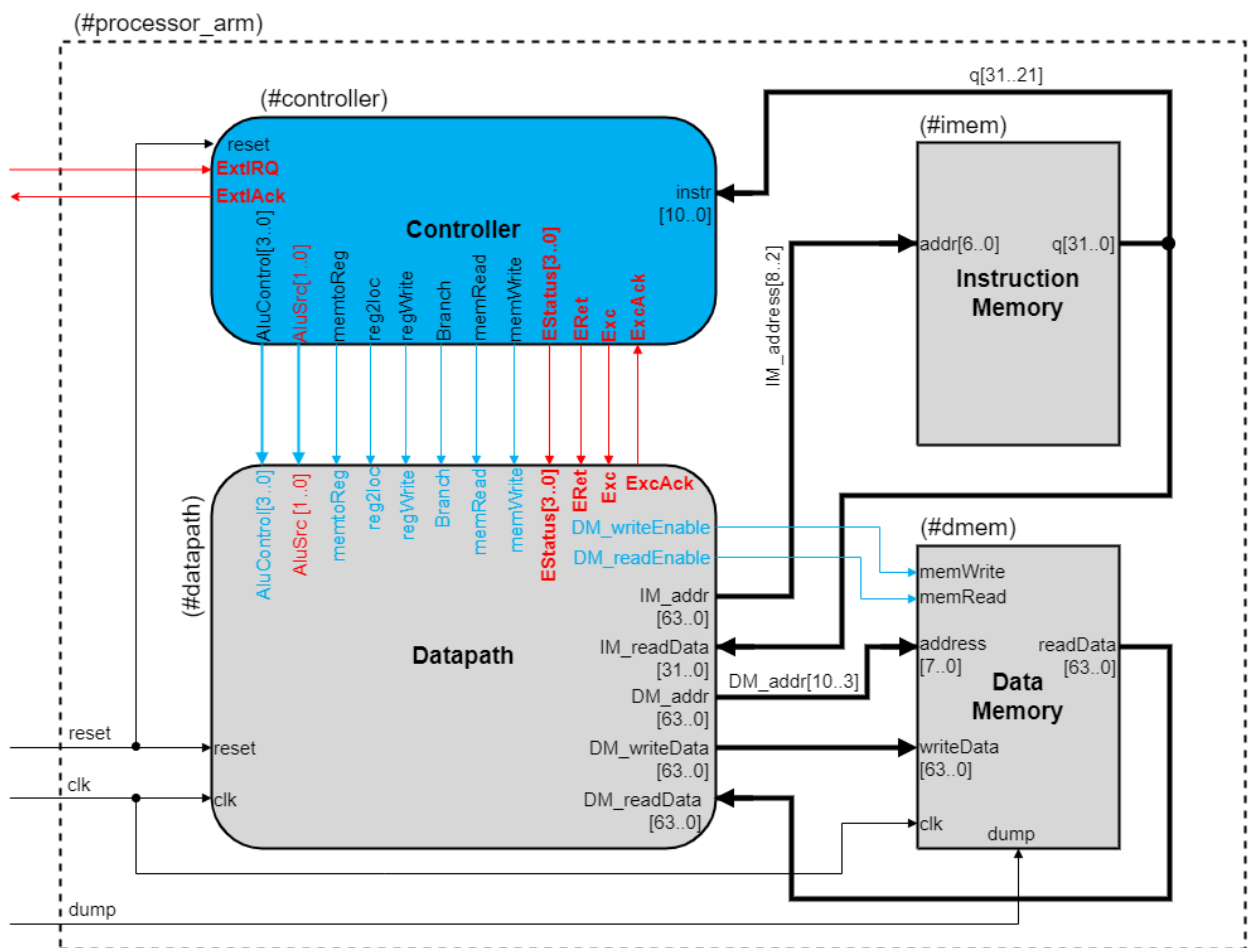 (#processor_arm)
q[31..21]
(#controller)
(#imem)
reset
ExtIRQ
ExtIAck
instr
[10..0]
Controller
AluControl[3..0]
AluSrc[1..0]
memtoReg
reg2loc
regWrite
Branch
memRead
memWrite
EStatus[3..0]
ERet
Exc
ExcAck
IM_address[8..2]
addr[6..0]
q[31..0]
Instruction
Memory
(#datapath)
AluControl[3..0]
AluSrc [1..0]
memtoReg
reg2loc
regWrite
Branch
memRead
memWrite
EStatus[3..0]
ERet
Exc
ExcAck
DM_writeEnable
DM_readEnable
IM_addr
[63..0]
IM_readData
[31..0]
DM_addr
[63..0]
DM_writeData
[63..0]
DM_readData
[63..0]
Datapath
reset
clk
DM_addr[10..3]
(#dmem)
memWrite
memRead
address
[7..0]
readData
[63..0]
Data
Memory
writeData
[63..0]
clk
dump
reset
clk
dump